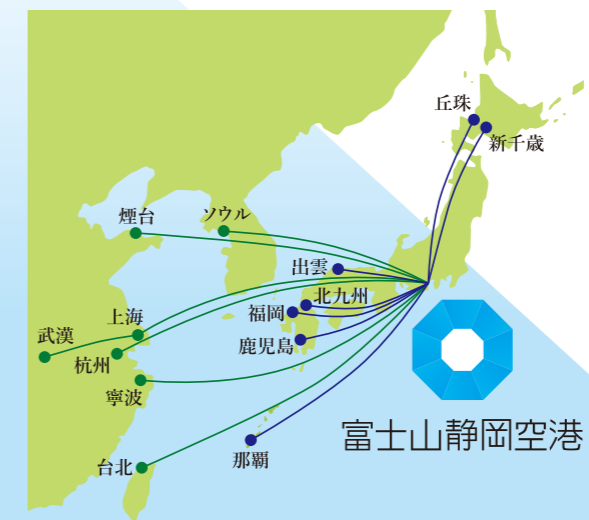 丘珠
新千歳
煙台
ソウル
出雲
北九州
福岡
上海
武漢
杭州
鹿児島
寧波
台北
那覇
富士山静岡空港